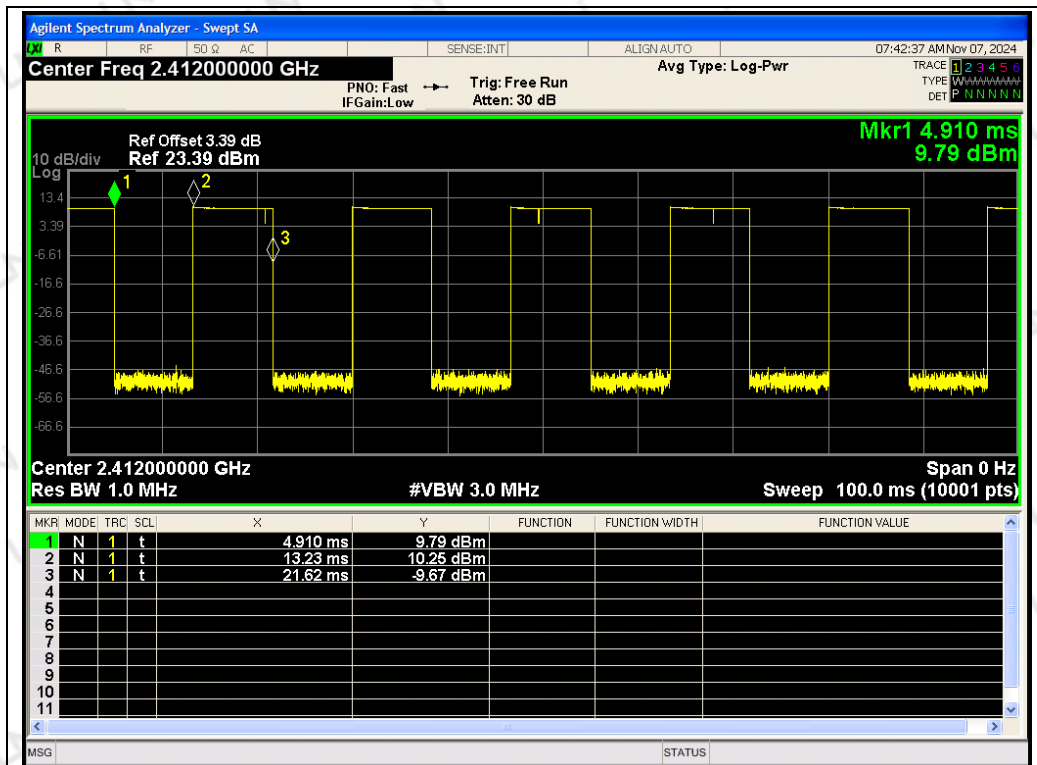 Agilent Spectrum Analyzer - Swept SA
LXI R RF 50 Ω AC SENSE:INT ALIGN AUTO 07:42:37 AM Nov 07, 2024
Center Freq 2.412000000 GHz
PNO: Fast
IFGain:Low
Trig: Free Run
Atten: 30 dB
Avg Type: Log-Pwr
TRACE 1 2 3 4 5 6
TYPE
DET P N N N N N
Mkr1 4.910 ms
9.79 dBm
Ref Offset 3.39 dB
10 dB/div Ref 23.39 dBm
Log
1
2
3
13.4
3.39
-6.61
-16.6
-26.6
-36.6
-46.6
-56.6
-66.6
Center 2.412000000 GHz Span 0 Hz
Res BW 1.0 MHz #VBW 3.0 MHz Sweep 100.0 ms (10001 pts)
MKR MODE TRC SCL X Y FUNCTION FUNCTION WIDTH FUNCTION VALUE
1 N 1 t 4.910 ms 9.79 dBm
2 N 1 t 13.23 ms 10.25 dBm
3 N 1 t 21.62 ms -9.67 dBm
4
5
6
7
8
9
10
11
MSG STATUS